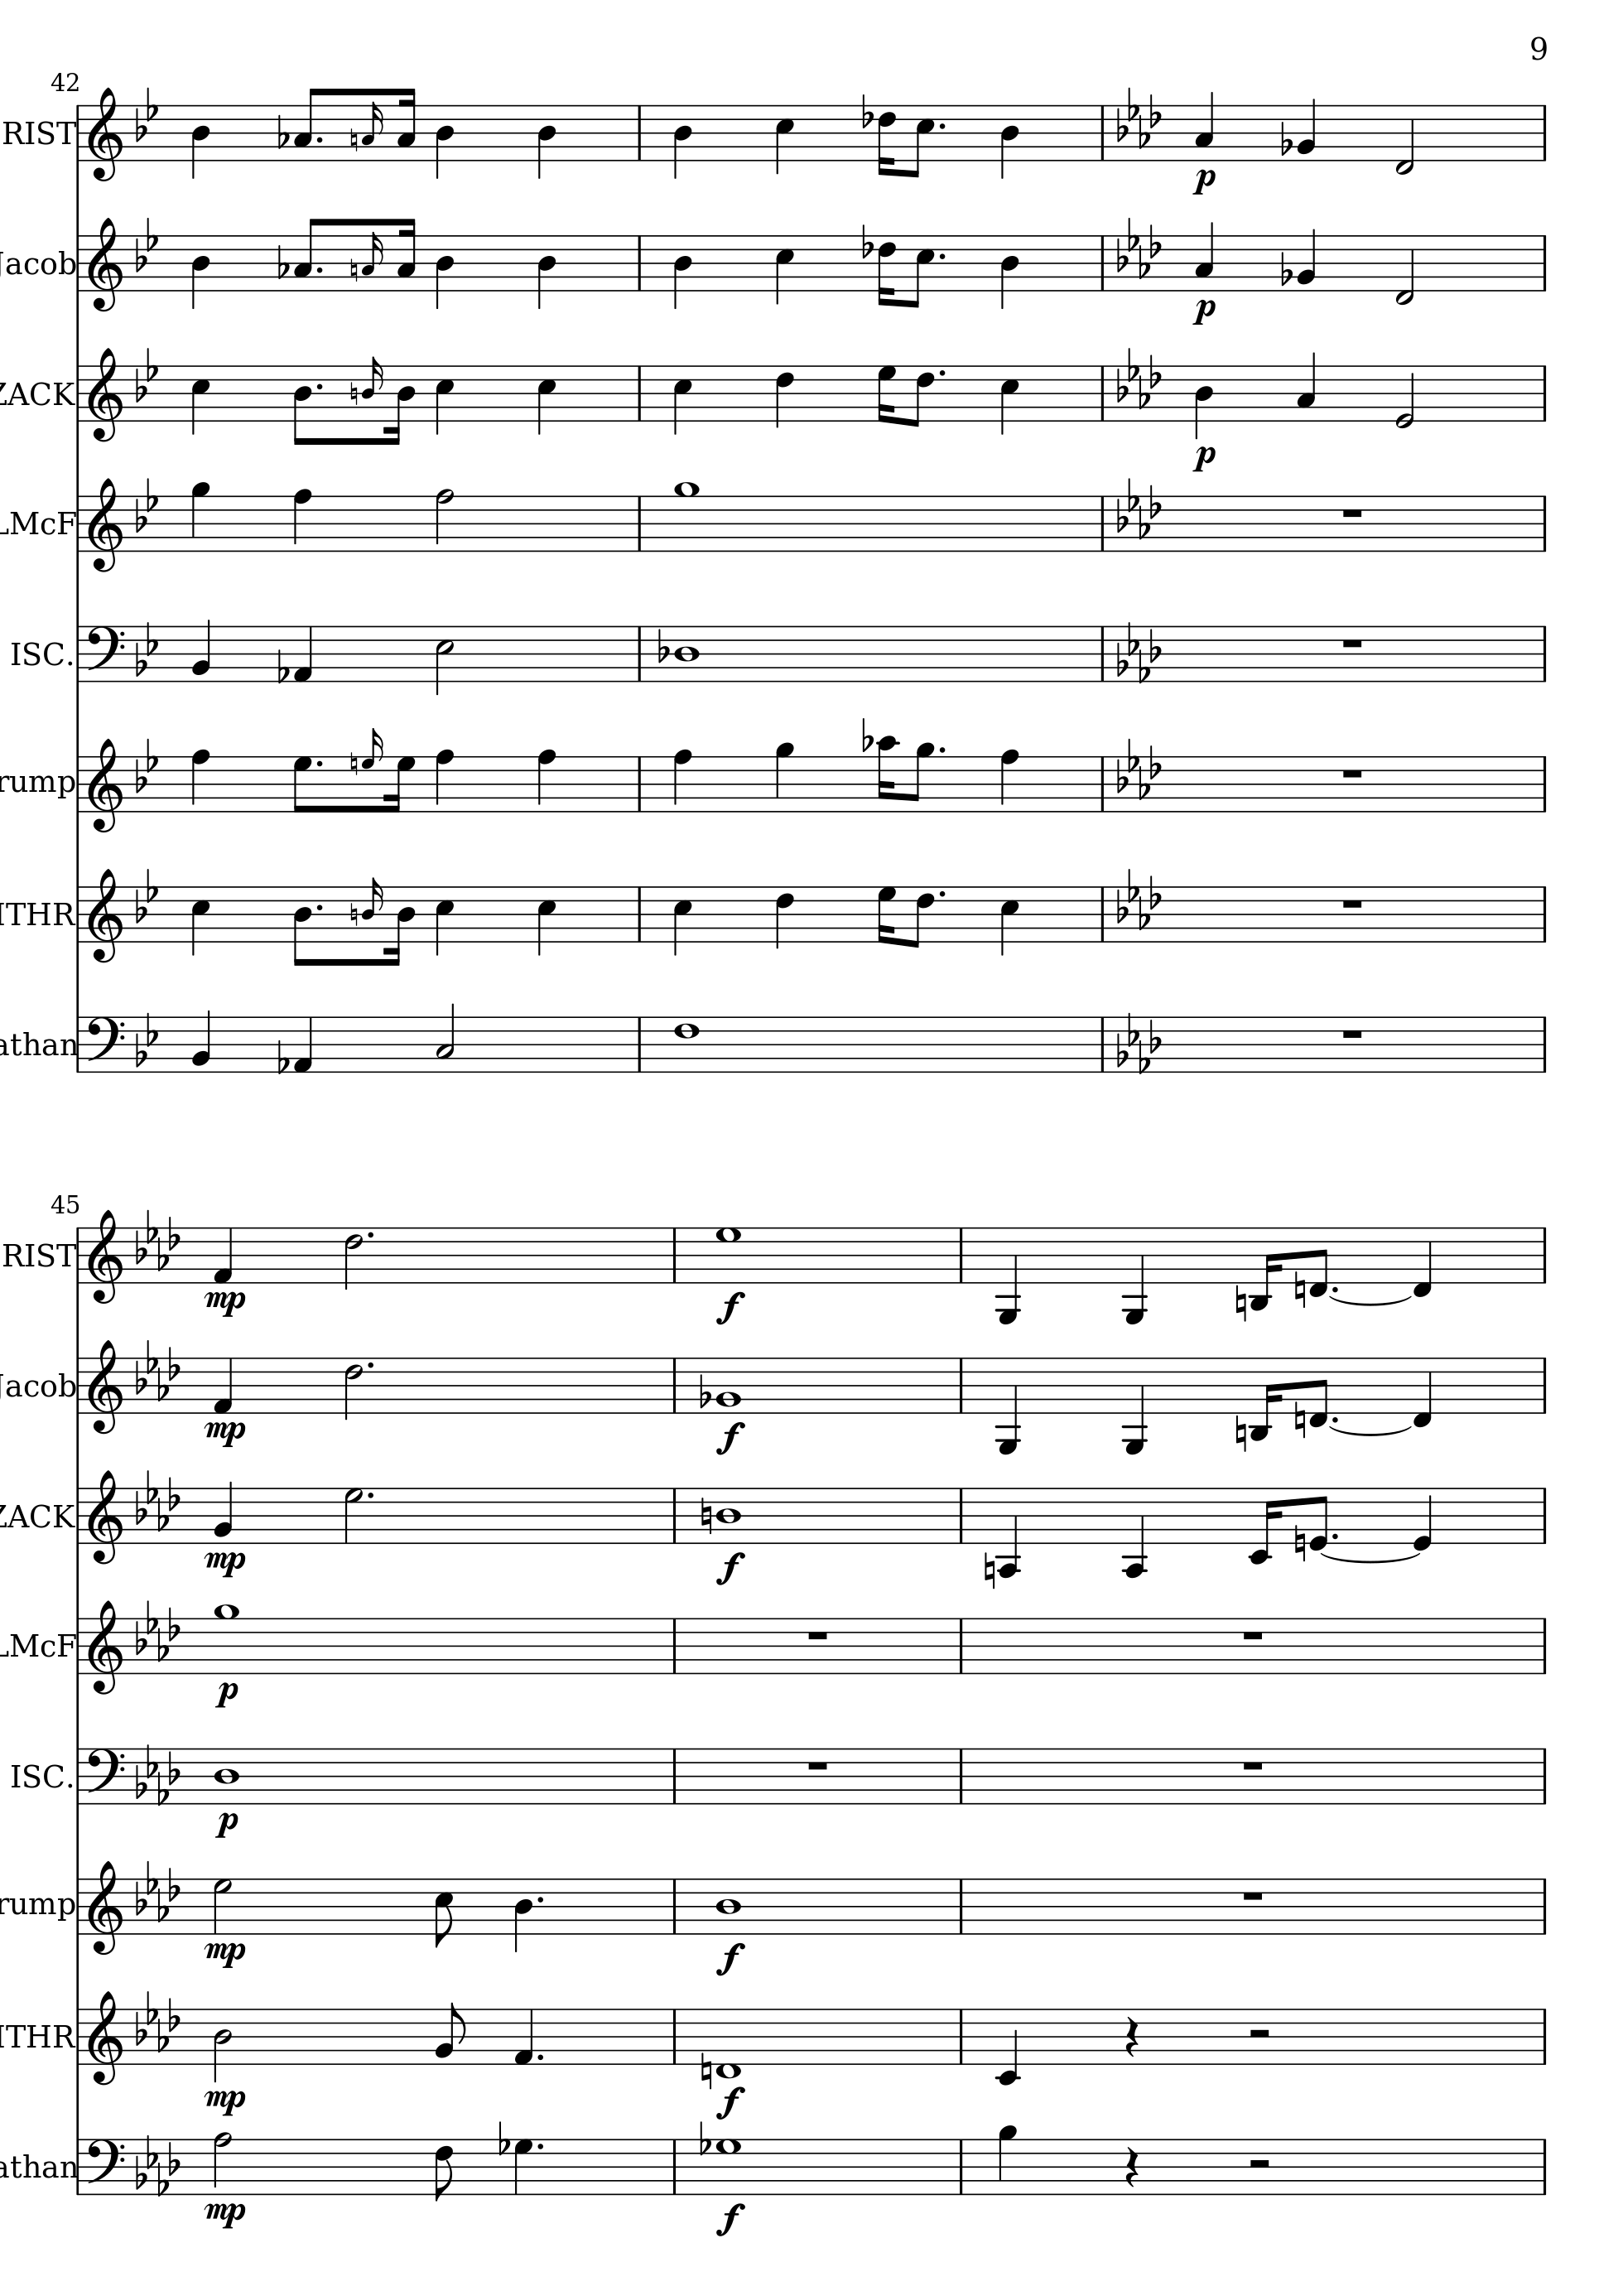 9
42
RIST
Jacob
ZACK
LMcF
ISC.
rump
ITHR
athan
p
p
p
45
RIST
Jacob
ZACK
LMcF
ISC.
rump
ITHR
athan
mp
f
mp
f
mp
f
p
p
mp
f
mp
f
mp
f